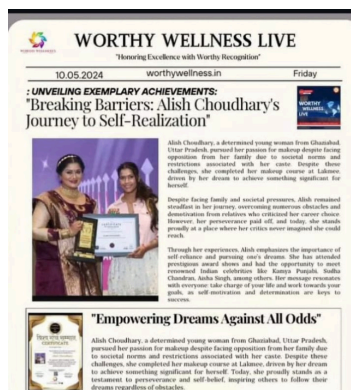 WORTHY WELLNESS LIVE
"Honoring Excellence with Worthy Recognition"
10.05.2024
worthywellness.in
Friday
: UNVEILING EXEMPLARY ACHIEVEMENTS:
"Breaking Barriers: Alish Choudhary's
Journey to Self-Realization"
WORTHY
WELLNESS
LIVE
Alish Choudhary, a determined young woman from Ghaziabad,
Uttar Pradesh, pursued her passion for makeup despite facing
opposition from her family due to societal norms and
restrictions associated with her caste. Despite these
challenges, she completed her makeup course at Lakmee,
driven by her dream to achieve something significant for
herself.
Despite facing family and societal pressures, Alish remained
steadfast in her journey, overcoming numerous obstacles and
demotivation from relatives who criticized her career choice.
However, her perseverance paid off, and today, she stands
proudly at a place where her critics never imagined she could
reach.
Through her experiences, Alish emphasizes the importance of
self-reliance and pursuing one's dreams. She has attended
prestigious award shows and had the opportunity to meet
renowned Indian celebrities like Kamya Punjabi, Sudha
Chandran, Ansha Singh, among others. Her message resonates
with everyone: take charge of your life and work towards your
goals, as self-motivation and determination are keys to
success.
"Empowering Dreams Against All Odds"
CERTIFICATE
Alish Choudhary, a determined young woman from Ghaziabad, Uttar Pradesh,
pursued her passion for makeup despite facing opposition from her family due
to societal norms and restrictions associated with her caste. Despite these
challenges, she completed her makeup course at Lakmee, driven by her dream
to achieve something significant for herself. Today, she proudly stands as a
testament to perseverance and self-belief, inspiring others to follow their
dreams regardless of obstacles.